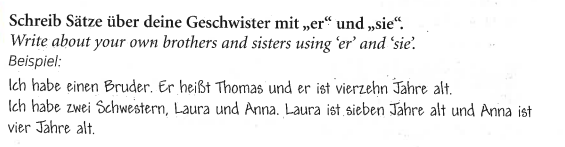 Schreib Sätze über deine Geschwister mit „er“ und „sie“.
Write about your own brothers and sisters using ‘er’ and ‘sie’.
Beispiel:
Ich habe einen Bruder. Er heißt Thomas und er ist vierzehn Jahre alt.
Ich habe zwei Schwestern, Laura und Anna. Laura ist sieben Jahre alt und Anna ist
vier Jahre alt.